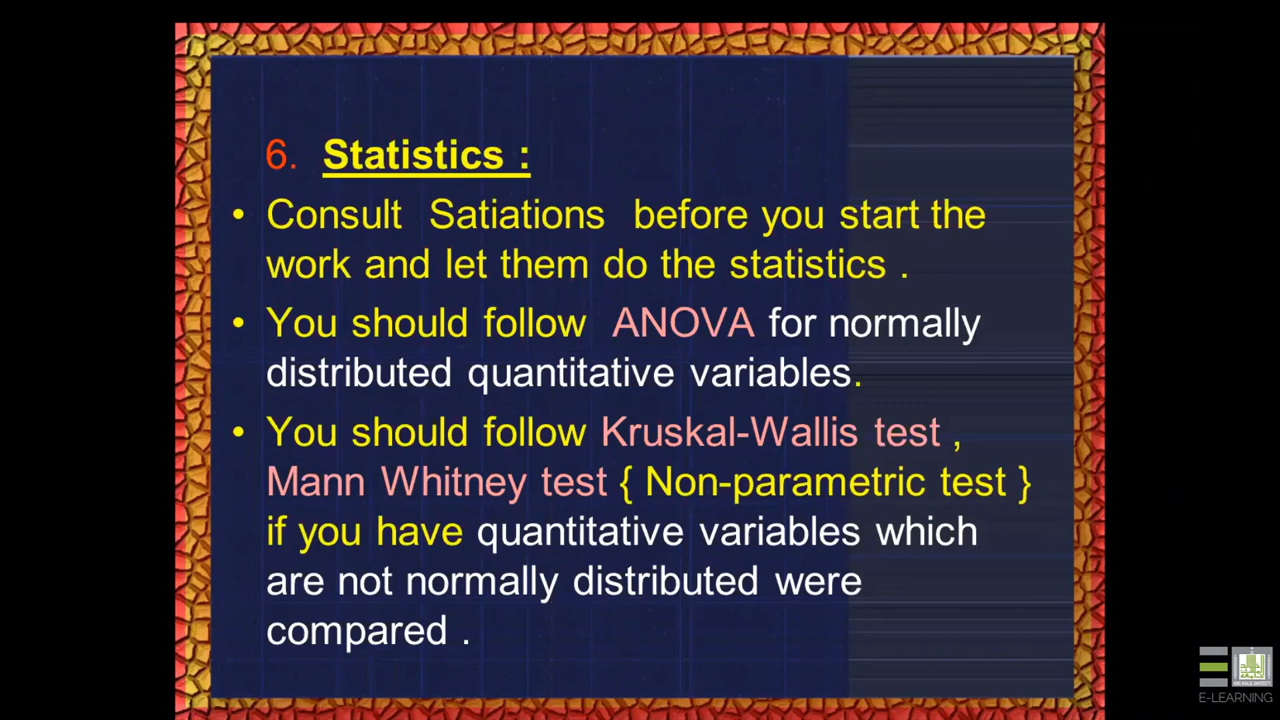 6. Statistics :
• Consult Satiations before you start the
work and let them do the statistics .
• You should follow ANOVA for normally
distributed quantitative variables.
• You should follow Kruskal-Wallis test ,
Mann Whitney test { Non-parametric test }
if you have quantitative variables which
are not normally distributed were
compared .
E-LEARNING